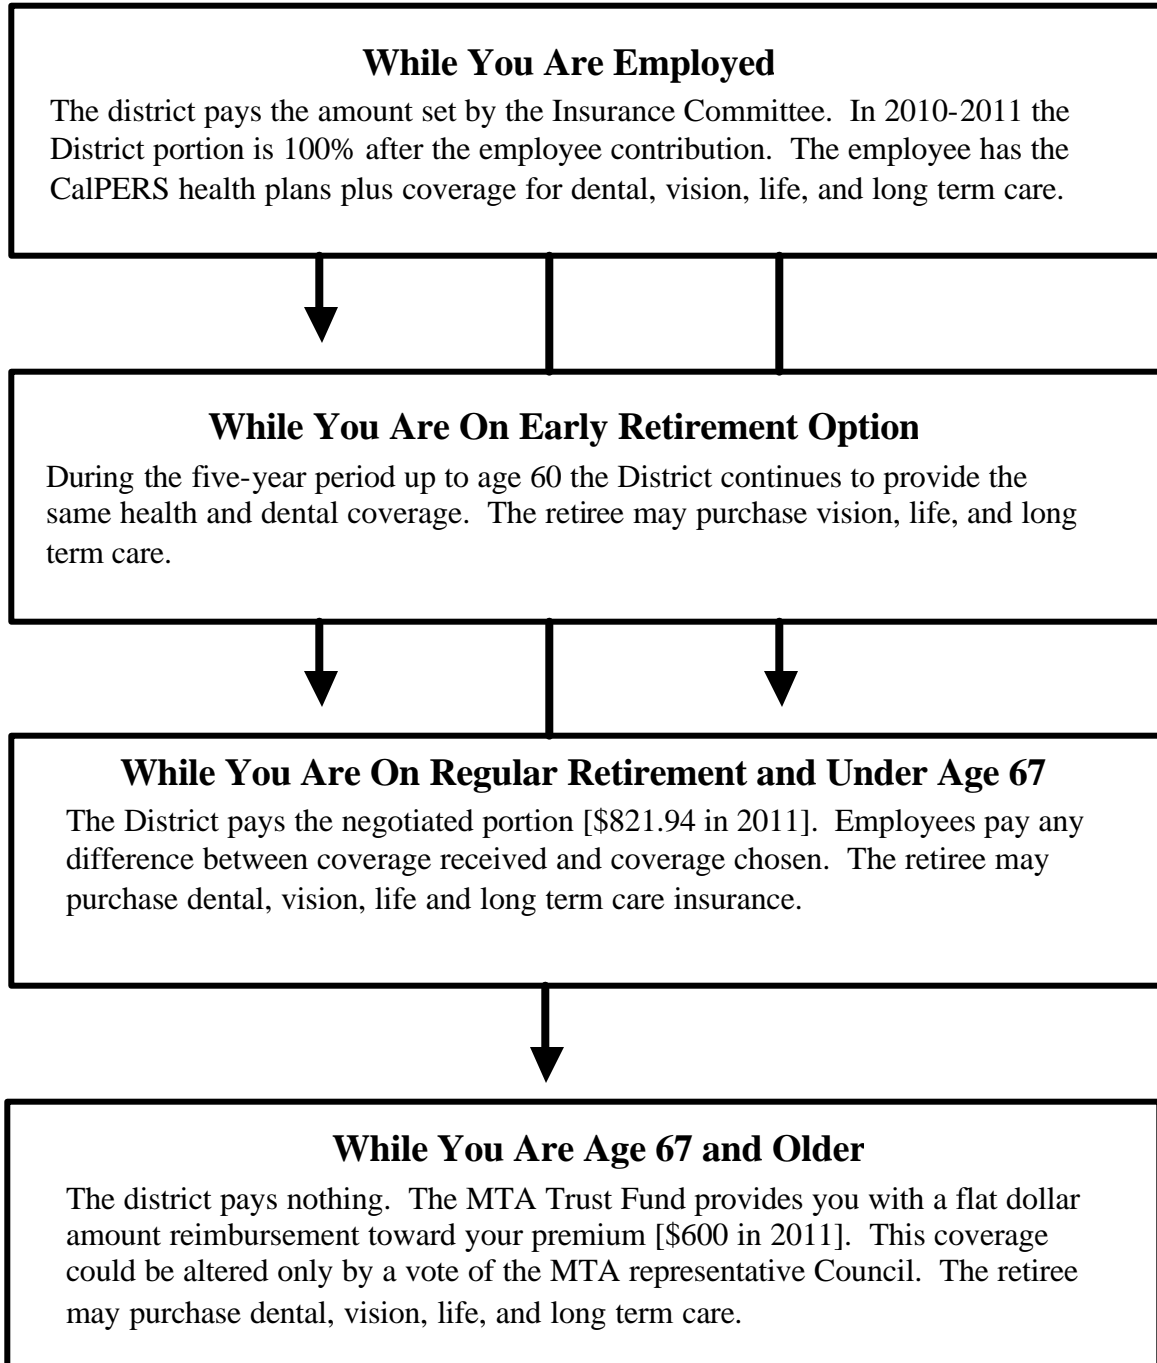 While You Are Employed
The district pays the amount set by the Insurance Committee.  In 2010-2011 the
District portion is 100% after the employee contribution.  The employee has the
CalPERS health plans plus coverage for dental, vision, life, and long term care.
While You Are On Early Retirement Option
During the five-year period up to age 60 the District continues to provide the
same health and dental coverage.  The retiree may purchase vision, life, and long
term care.
While You Are On Regular Retirement and Under Age 67
The District pays the negotiated portion [$821.94 in 2011].  Employees pay any
difference between coverage received and coverage chosen.  The retiree may
purchase dental, vision, life and long term care insurance.
While You Are Age 67 and Older
The district pays nothing.  The MTA Trust Fund provides you with a flat dollar
amount reimbursement toward your premium [$600 in 2011].  This coverage
could be altered only by a vote of the MTA representative Council.  The retiree
may purchase dental, vision, life, and long term care.